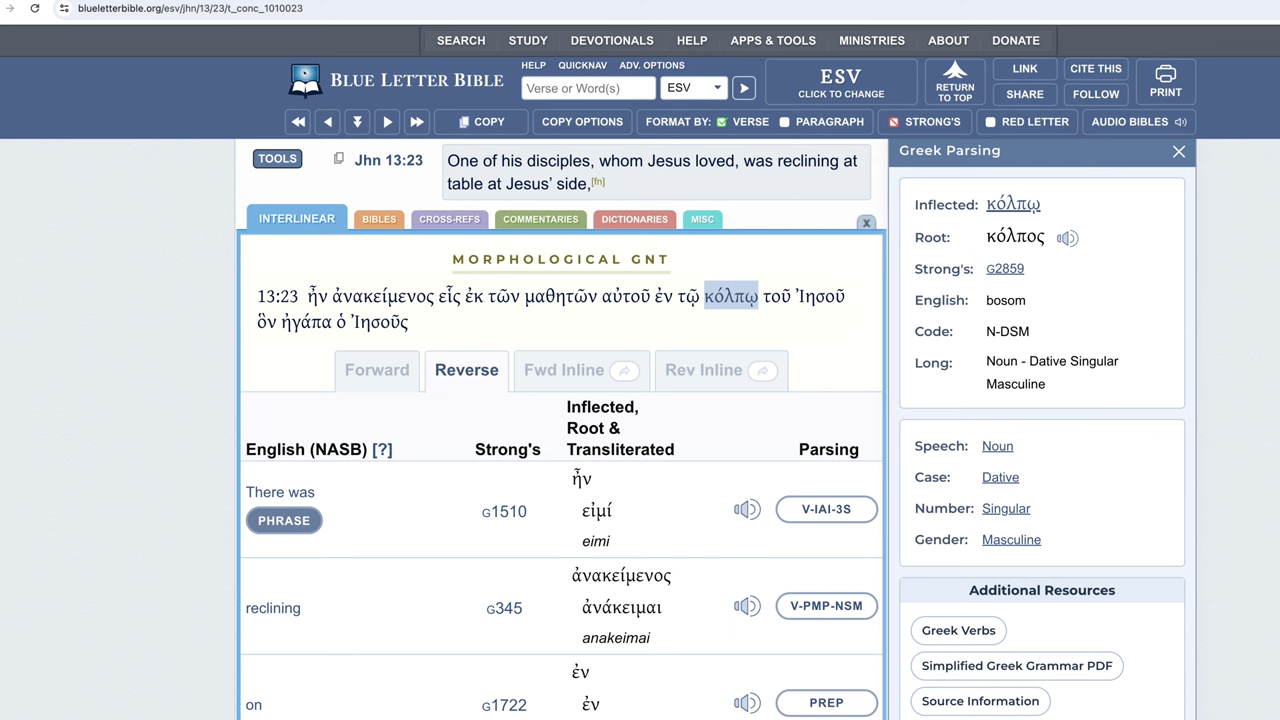 blueletterbible.org/esv/jhn/13/23/t_conc_1010023
SEARCH STUDY DEVOTIONALS HELP APPS & TOOLS MINISTRIES ABOUT DONATE
BLUE LETTER BIBLE
HELP QUICKNAV ADV. OPTIONS
Verse or Word(s) ESV
ESV
CLICK TO CHANGE
RETURN
TO TOP
LINK CITE THIS
SHARE FOLLOW
PRINT
COPY COPY OPTIONS FORMAT BY: VERSE PARAGRAPH STRONG'S RED LETTER AUDIO BIBLES
TOOLS Jhn 13:23
One of his disciples, whom Jesus loved, was reclining at
table at Jesus’ side,[fn]
INTERLINEAR BIBLES CROSS-REFS COMMENTARIES DICTIONARIES MISC X
MORPHOLOGICAL GNT
13:23 ἦν ἀνακείμενος εἷς ἐκ τῶν μαθητῶν αὐτοῦ ἐν τῷ κόλπῳ τοῦ Ἰησοῦ
ὃν ἠγάπα ὁ Ἰησοῦς
Forward Reverse Fwd Inline Rev Inline
English (NASB) [?] Strong's
Inflected,
Root &
Transliterated
Parsing
There was
PHRASE
G1510
ἦν
εἰμί
eimi
V-IAI-3S
reclining
G345
ἀνακείμενος
ἀνάκειμαι
anakeimai
V-PMP-NSM
on
G1722
ἐν
ἐν
PREP
Greek Parsing
Inflected: κόλπῳ
Root: κόλπος
Strong's: G2859
English: bosom
Code: N-DSM
Long: Noun - Dative Singular
Masculine
Speech: Noun
Case: Dative
Number: Singular
Gender: Masculine
Additional Resources
Greek Verbs
Simplified Greek Grammar PDF
Source Information